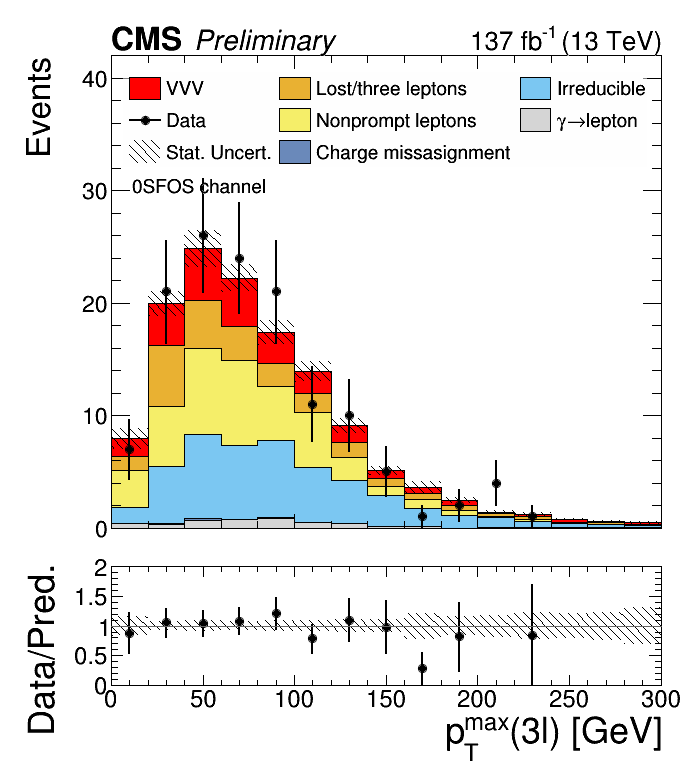 CMS Preliminary 137 fb⁻¹ (13 TeV)
Events
40
30
20
10
0
VVV
Lost/three leptons
Irreducible
Data
Nonprompt leptons
γ→lepton
Stat. Uncert.
Charge missasignment
0SFOS channel
Data/Pred.
2
1.5
1
0.5
0
0 50 100 150 200 250 300
p_T^max(3l) [GeV]